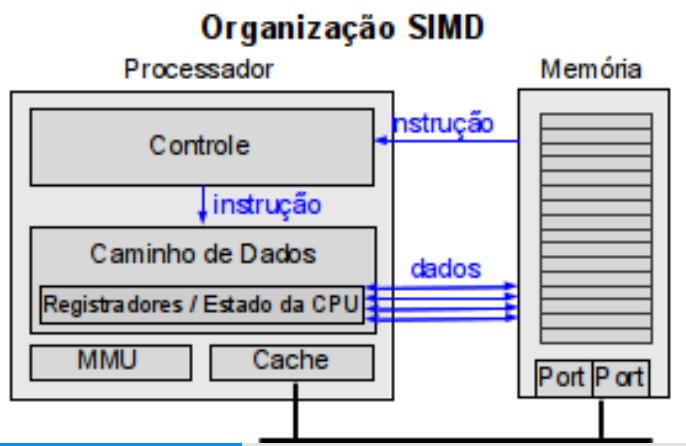 Organização SIMD
Processador
Memória
Controle
nstrução
instrução
Caminho de Dados
dados
Registradores / Estado da CPU
MMU
Cache
Port Port